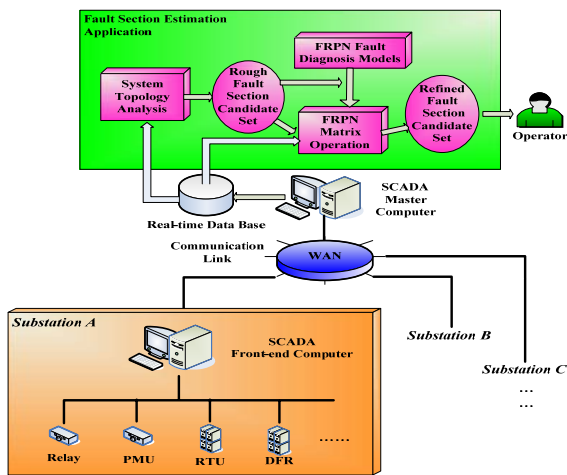 Fault Section Estimation
Application
System
Topology
Analysis
Rough
Fault
Section
Candidate
Set
FRPN Fault
Diagnosis Models
FRPN
Matrix
Operation
Refined
Fault
Section
Candidate
Set
Operator
Real-time Data Base
SCADA
Master
Computer
Communication
Link
WAN
Substation A
SCADA
Front-end Computer
Relay
PMU
RTU
DFR
......
Substation B
Substation C
...
...